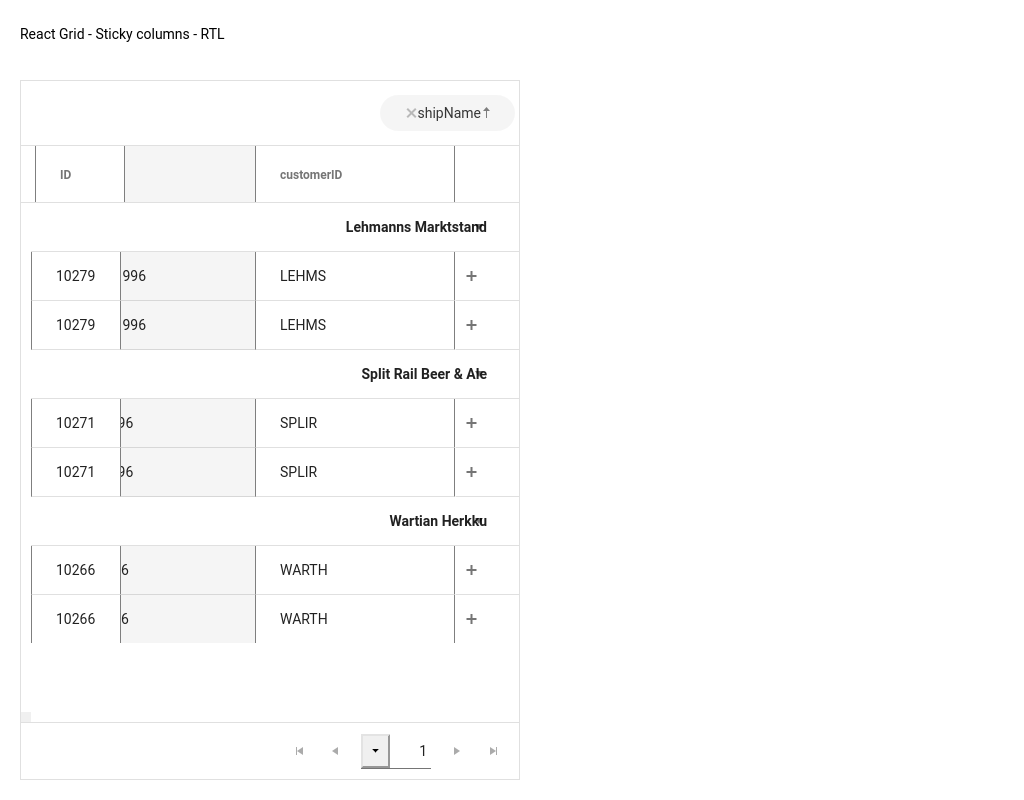 React Grid - Sticky columns - RTL
shipName
ID customerID
Lehmanns Marktstand
10279 996 LEHMS +
10279 996 LEHMS +
Split Rail Beer & Ale
10271 96 SPLIR +
10271 96 SPLIR +
Wartian Herkku
10266 6 WARTH +
10266 6 WARTH +
1